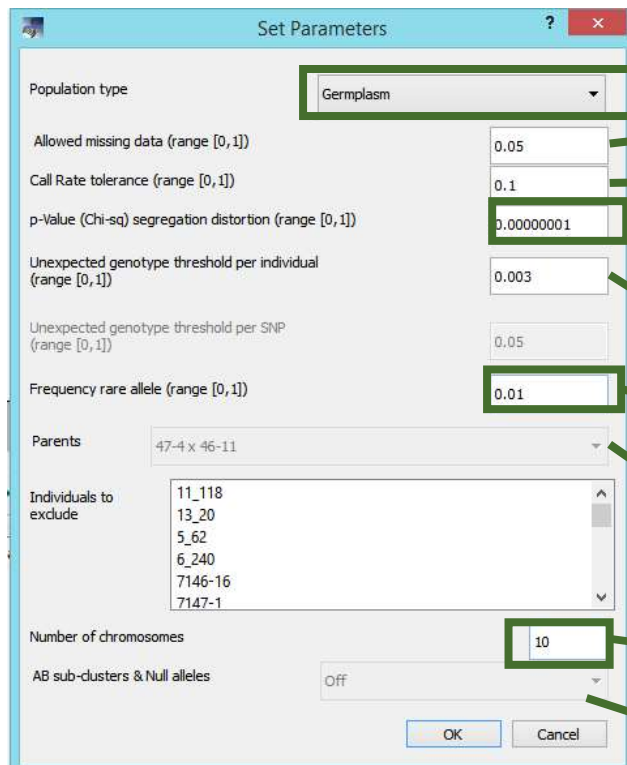 Set Parameters
?
×
Population type
Germplasm
Allowed missing data (range [0,1])
0.05
Call Rate tolerance (range [0,1])
0.1
p-Value (Chi-sq) segregation distortion (range [0,1])
0.00000001
Unexpected genotype threshold per individual
(range [0,1])
0.003
Unexpected genotype threshold per SNP
(range [0,1])
0.05
Frequency rare allele (range [0,1])
0.01
Parents
47-4 x 46-11
Individuals to
exclude
11_118
13_20
5_62
6_240
7146-16
7147-1
Number of chromosomes
10
AB sub-clusters & Null alleles
Off
OK
Cancel